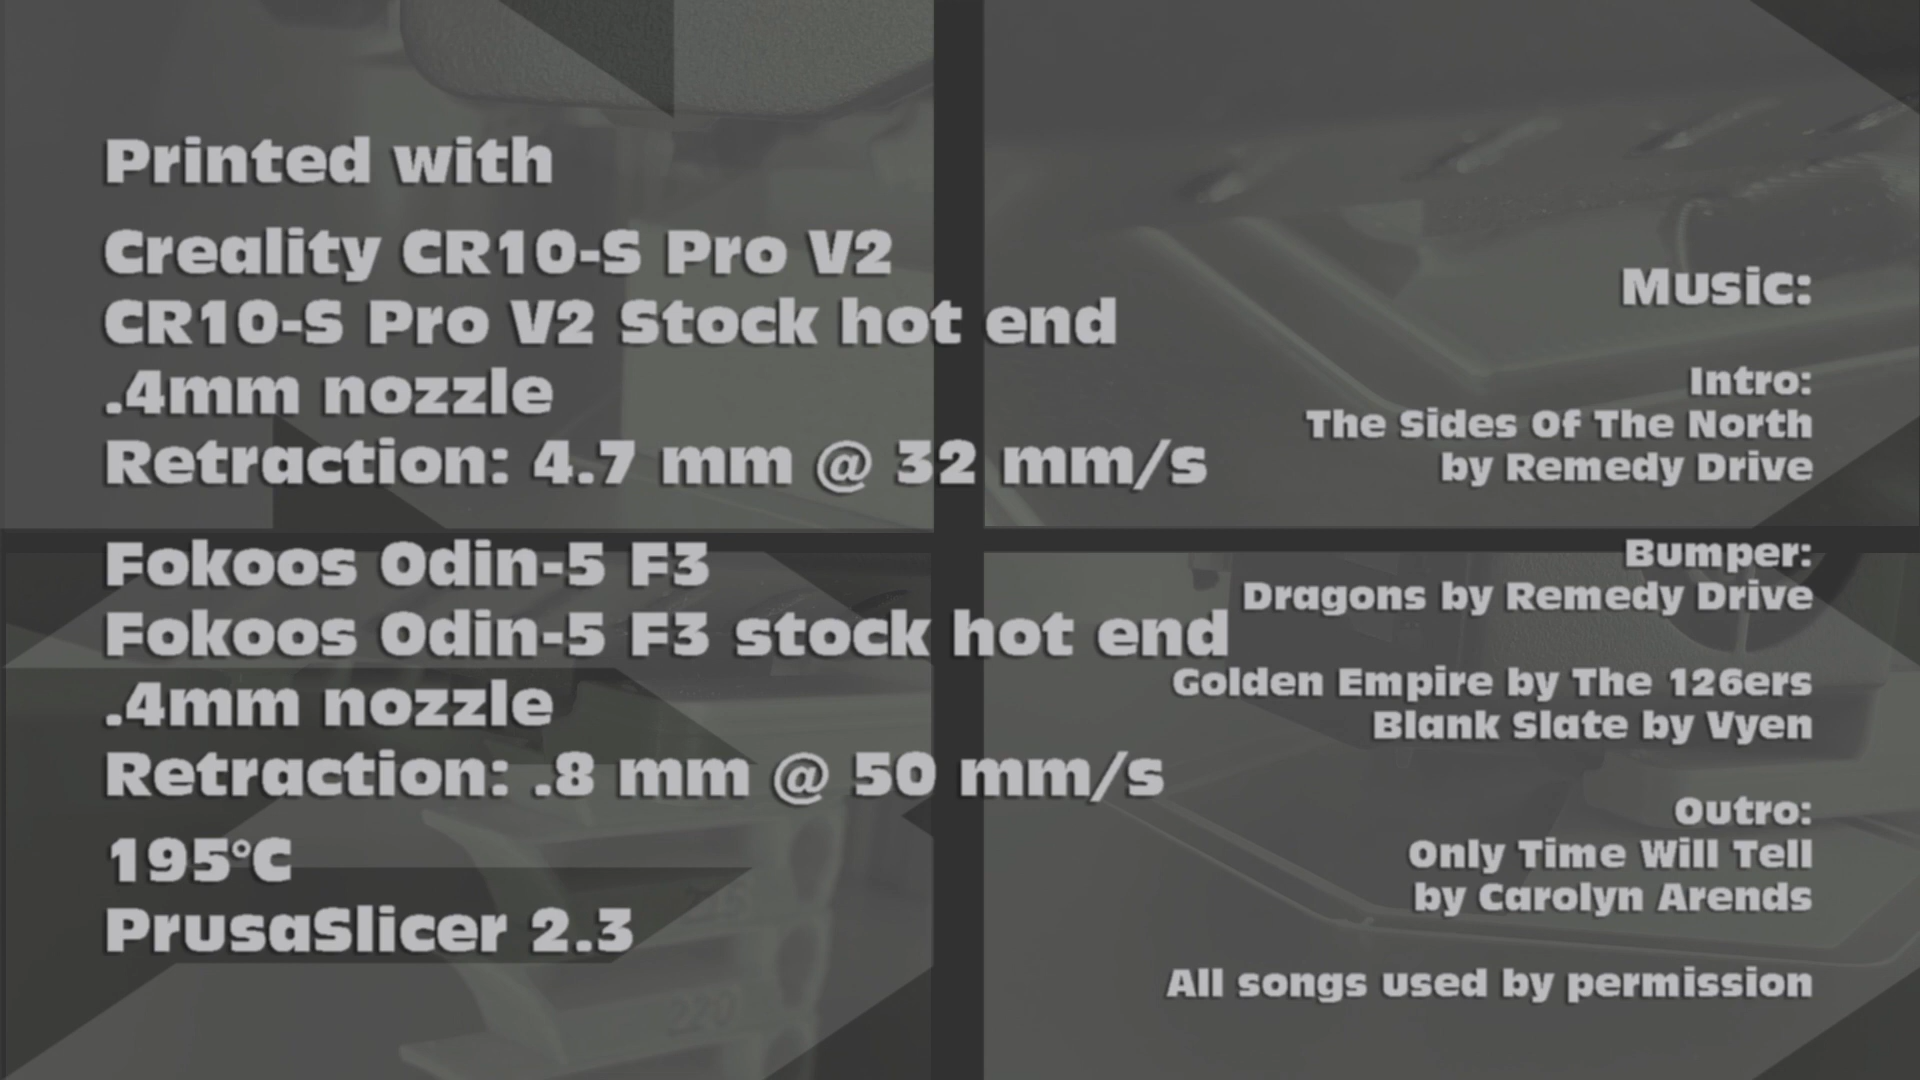 Printed with
Creality CR10-S Pro V2
CR10-S Pro V2 Stock hot end
.4mm nozzle
Retraction: 4.7 mm @ 32 mm/s
Fokoos Odin-5 F3
Fokoos Odin-5 F3 stock hot end
.4mm nozzle
Retraction: .8 mm @ 50 mm/s
195°C
PrusaSlicer 2.3
220
Music:
Intro:
The Sides Of The North
by Remedy Drive
Bumper:
Dragons by Remedy Drive
Golden Empire by The 126ers
Blank Slate by Vyen
Outro:
Only Time Will Tell
by Carolyn Arends
All songs used by permission